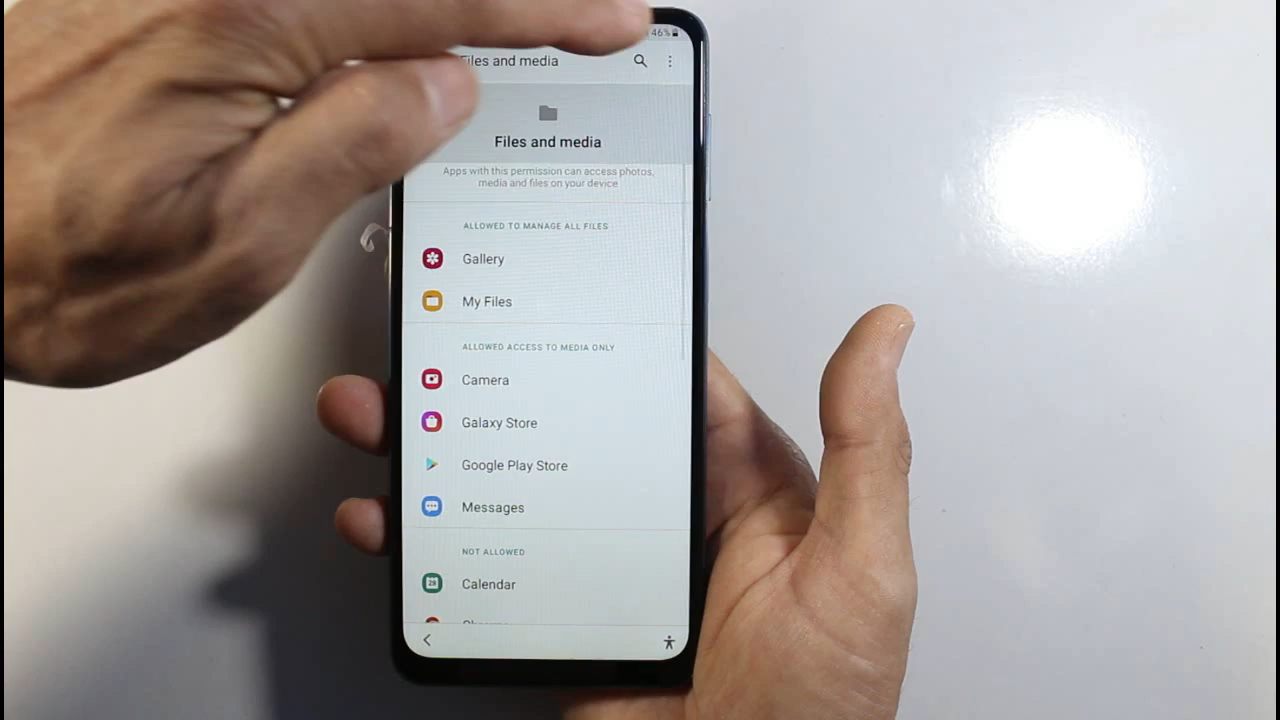 46%
Files and media
Files and media
Apps with this permission can access photos,
media and files on your device
ALLOWED TO MANAGE ALL FILES
Gallery
My Files
ALLOWED ACCESS TO MEDIA ONLY
Camera
Galaxy Store
Google Play Store
Messages
NOT ALLOWED
Calendar